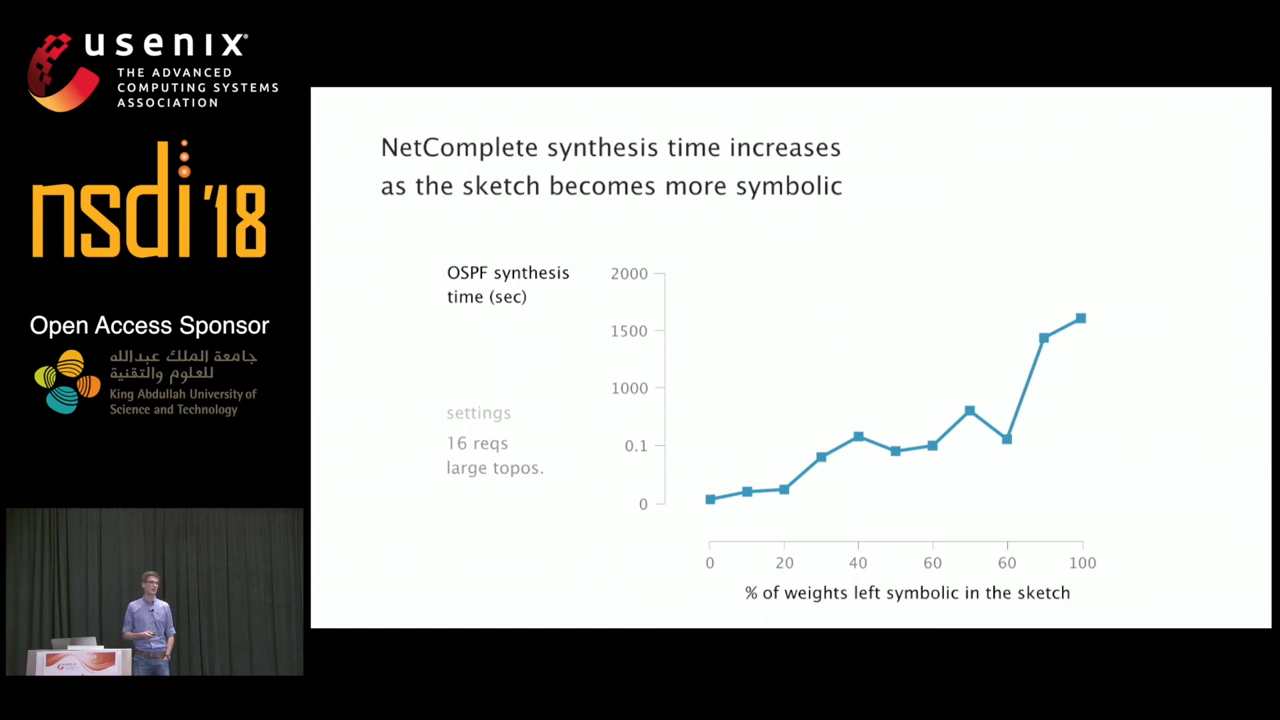 usenix
THE ADVANCED
COMPUTING SYSTEMS
ASSOCIATION
nsdi '18
Open Access Sponsor
جامعة الملك عبدالله
للعلوم والتقنية
King Abdullah University of
Science and Technology
NetComplete synthesis time increases
as the sketch becomes more symbolic
OSPF synthesis
time (sec)
settings
16 reqs
large topos.
2000
1500
1000
0.1
0
0 20 40 60 60 100
% of weights left symbolic in the sketch
usenix